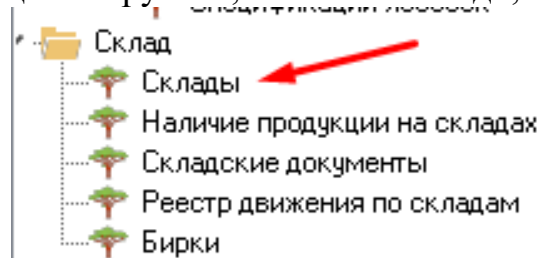 Склад
Склады
Наличие продукции на складах
Складские документы
Реестр движения по складам
Бирки